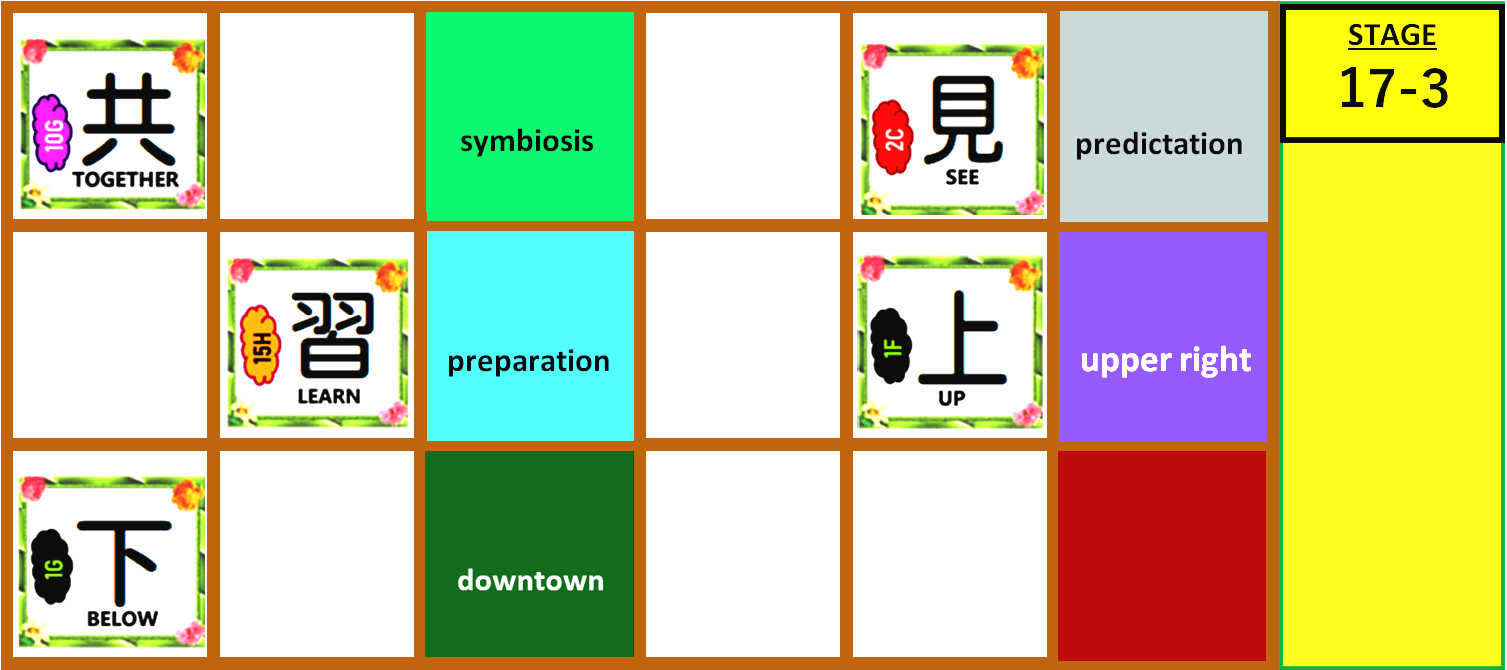 共
10G
TOGETHER
symbiosis
見
2C
SEE
predictation
STAGE
17-3
習
15H
LEARN
preparation
上
1F
UP
upper right
下
1G
BELOW
downtown